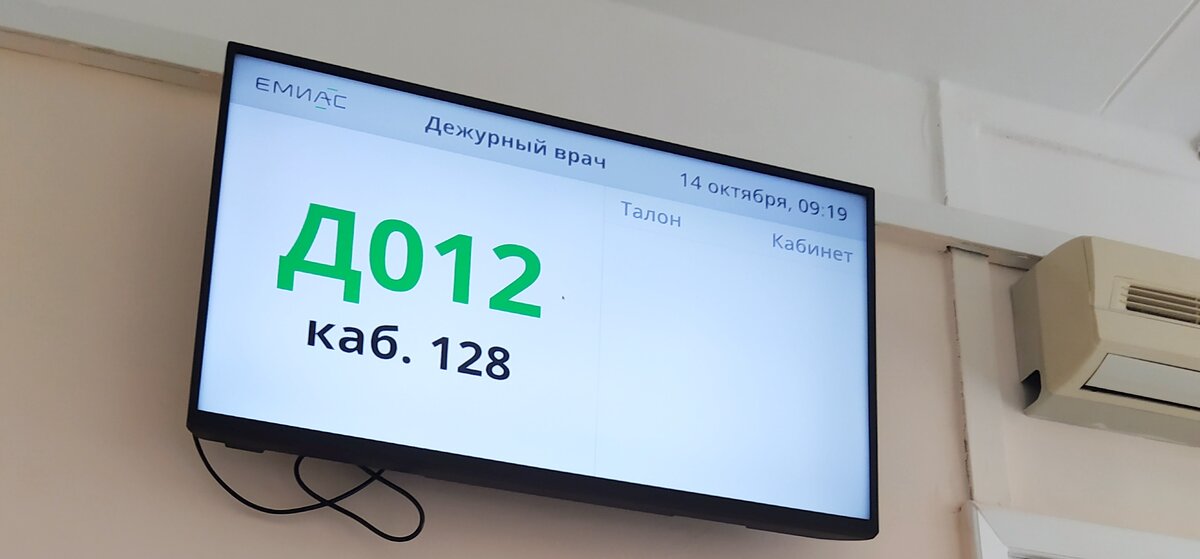 ЕМИАС
Дежурный врач
14 октября, 09:19
Д012
каб. 128
Талон
Кабинет